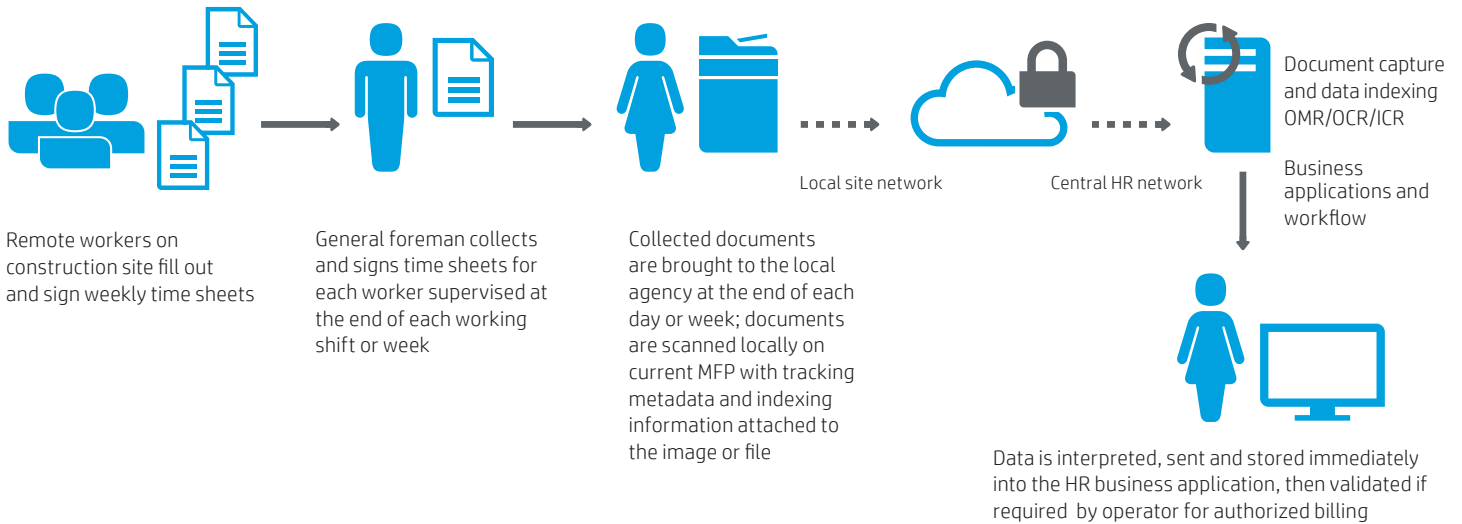 Document capture
and data indexing
OMR/OCR/ICR
Local site network
Central HR network
Business
applications and
workflow
Remote workers on
construction site fill out
and sign weekly time sheets
General foreman collects
and signs time sheets for
each worker supervised at
the end of each working
shift or week
Collected documents
are brought to the local
agency at the end of each
day or week; documents
are scanned locally on
current MFP with tracking
metadata and indexing
information attached to
the image or file
Data is interpreted, sent and stored immediately
into the HR business application, then validated if
required by operator for authorized billing